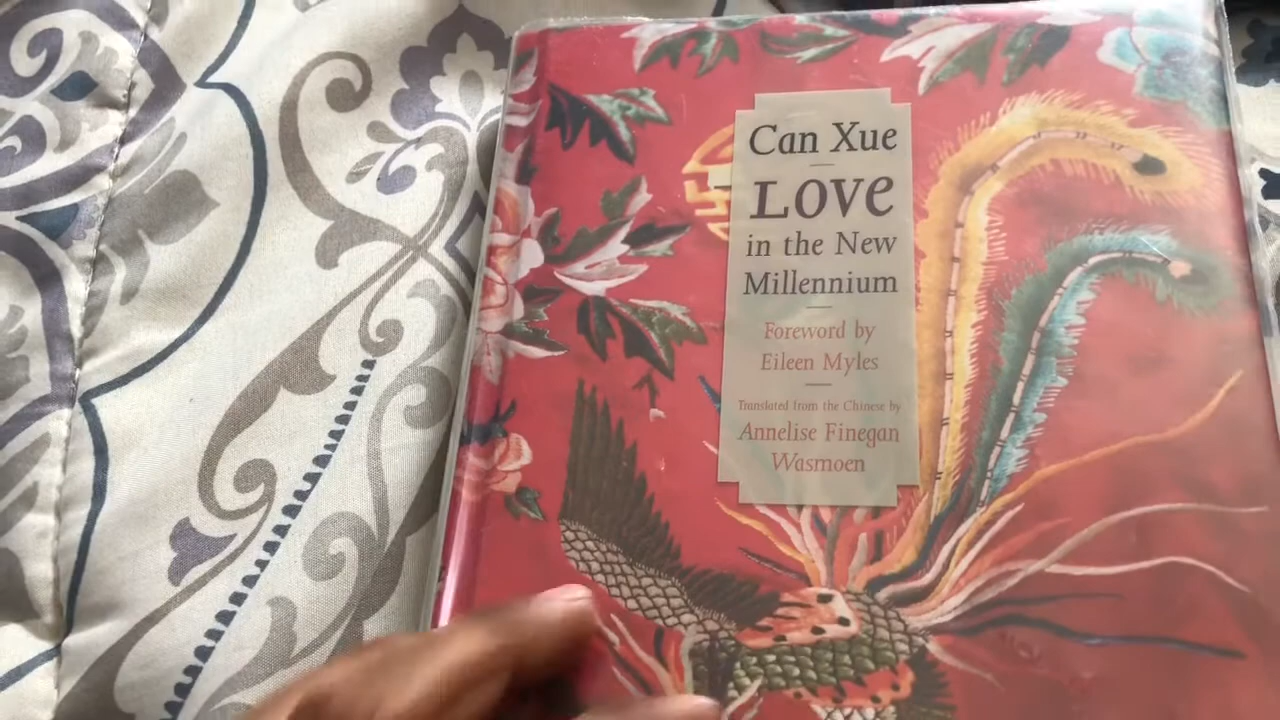 Can Xue
LOVE
in the New
Millennium
Foreword by
Eileen Myles
Translated from the Chinese by
Annelise Finegan
Wasmoen